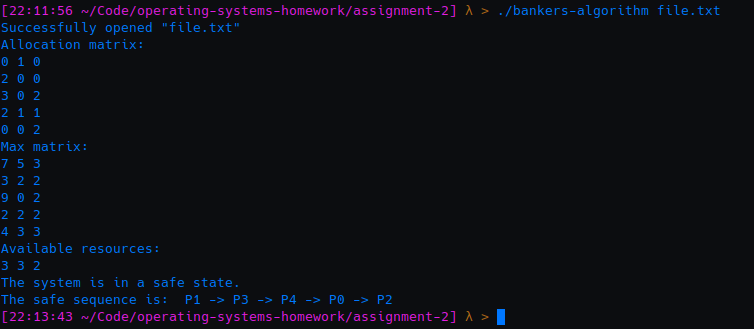 [22:11:56 ~/Code/operating-systems-homework/assignment-2] λ > ./bankers-algorithm file.txt
Successfully opened "file.txt"
Allocation matrix:
0 1 0
2 0 0
3 0 2
2 1 1
0 0 2
Max matrix:
7 5 3
3 2 2
9 0 2
2 2 2
4 3 3
Available resources:
3 3 2
The system is in a safe state.
The safe sequence is:  P1 -> P3 -> P4 -> P0 -> P2
[22:13:43 ~/Code/operating-systems-homework/assignment-2] λ >